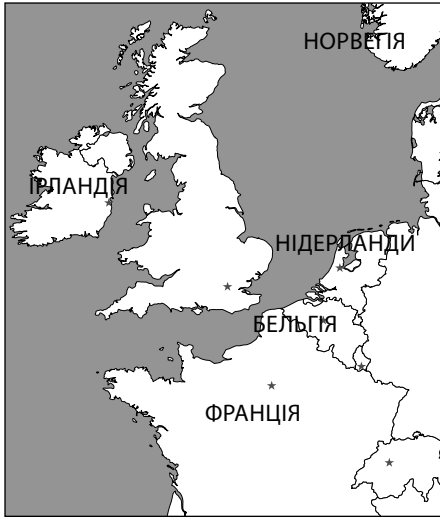 НОРВЕГІЯ
ІРЛАНДІЯ
НІДЕРЛАНДИ
БЕЛЬГІЯ
ФРАНЦІЯ